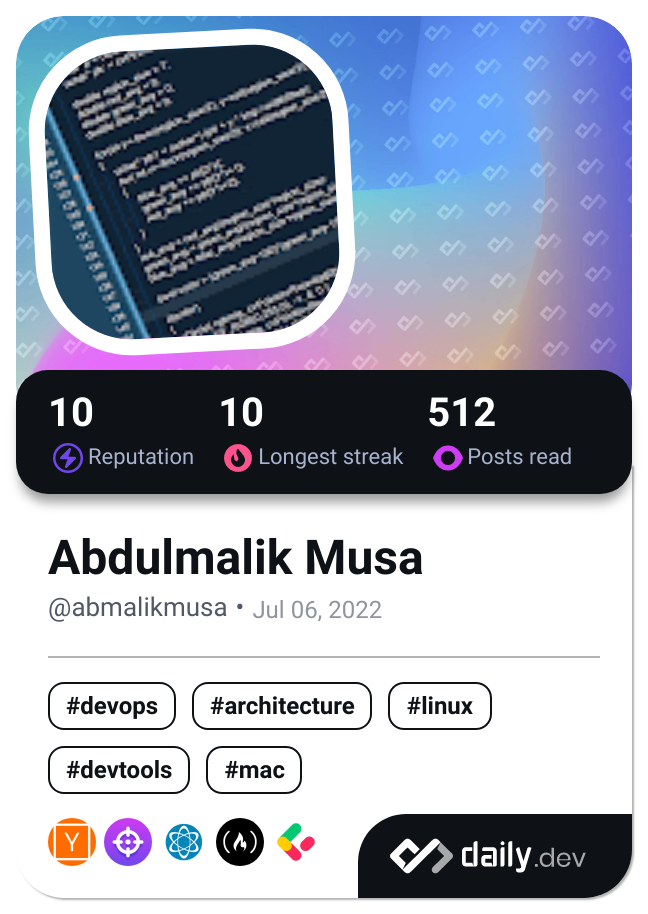 10 10 512
Reputation Longest streak Posts read
Abdulmalik Musa
@abmalikmusa • Jul 06, 2022
#devops #architecture #linux
#devtools #mac
Y
daily.dev